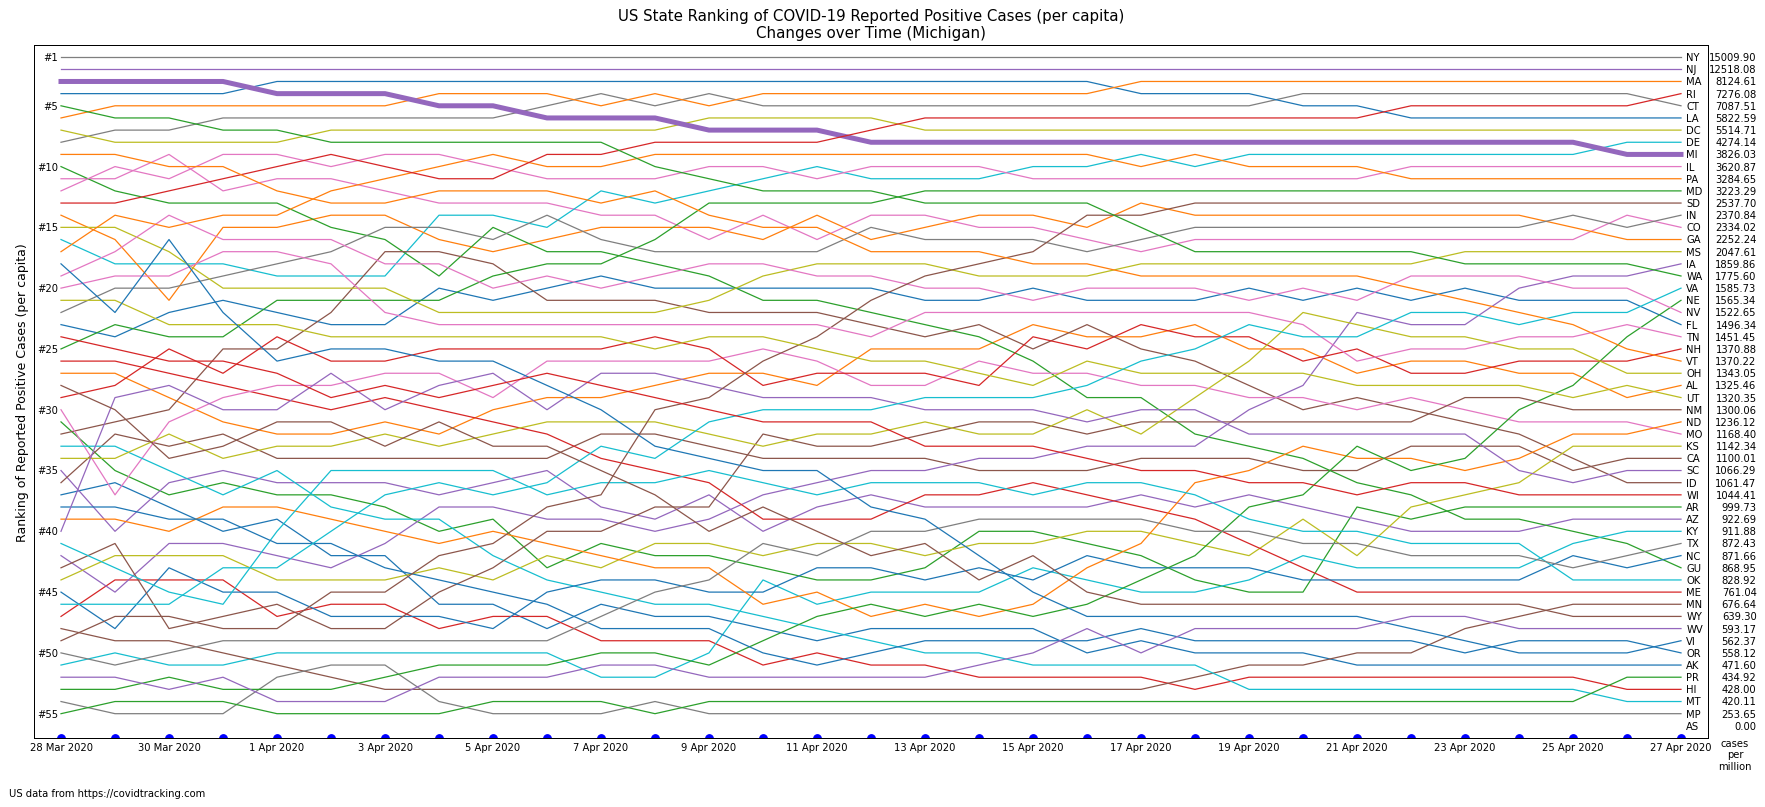 US State Ranking of COVID-19 Reported Positive Cases (per capita)
Changes over Time (Michigan)
Ranking of Reported Positive Cases (per capita)
#1
#5
#10
#15
#20
#25
#30
#35
#40
#45
#50
#55
NY 15009.90
NJ 12518.08
MA 8124.61
RI 7276.08
CT 7087.51
LA 5822.59
DC 5514.71
DE 4274.14
MI 3826.03
IL 3620.87
PA 3284.65
MD 3223.29
SD 2537.70
IN 2370.84
CO 2334.02
GA 2252.24
MS 2047.61
IA 1859.86
WA 1775.60
VA 1585.73
NE 1565.34
NV 1522.65
FL 1496.34
TN 1451.45
NH 1370.88
VT 1370.22
OH 1343.05
AL 1325.46
UT 1320.35
NM 1300.06
ND 1236.12
MO 1168.40
KS 1142.34
CA 1100.01
SC 1066.29
ID 1061.47
WI 1044.41
AR 999.73
AZ 922.69
KY 911.88
TX 872.43
NC 871.66
GU 868.95
OK 828.92
ME 761.04
MN 676.64
WY 639.30
WV 593.17
VI 562.37
OR 558.12
AK 471.60
PR 434.92
HI 428.00
MT 420.11
MP 253.65
AS 0.00
28 Mar 2020 30 Mar 2020 1 Apr 2020 3 Apr 2020 5 Apr 2020 7 Apr 2020 9 Apr 2020 11 Apr 2020 13 Apr 2020 15 Apr 2020 17 Apr 2020 19 Apr 2020 21 Apr 2020 23 Apr 2020 25 Apr 2020 27 Apr 2020
cases
per
million
US data from https://covidtracking.com